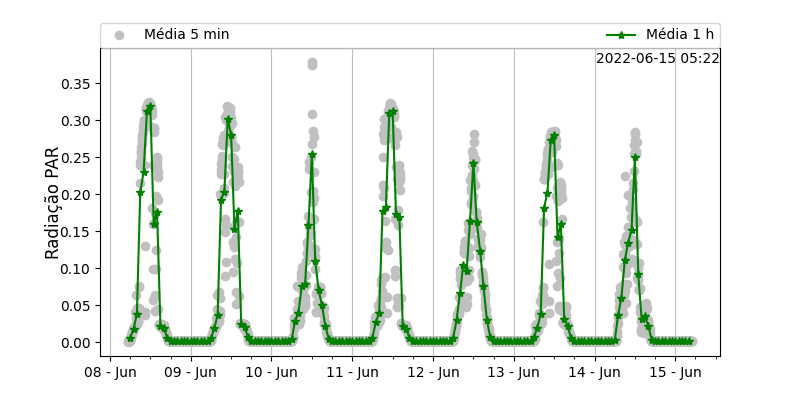 Média 5 min
Média 1 h
2022-06-15 05:22
Radiação PAR
0.35
0.30
0.25
0.20
0.15
0.10
0.05
0.00
08 - Jun
09 - Jun
10 - Jun
11 - Jun
12 - Jun
13 - Jun
14 - Jun
15 - Jun